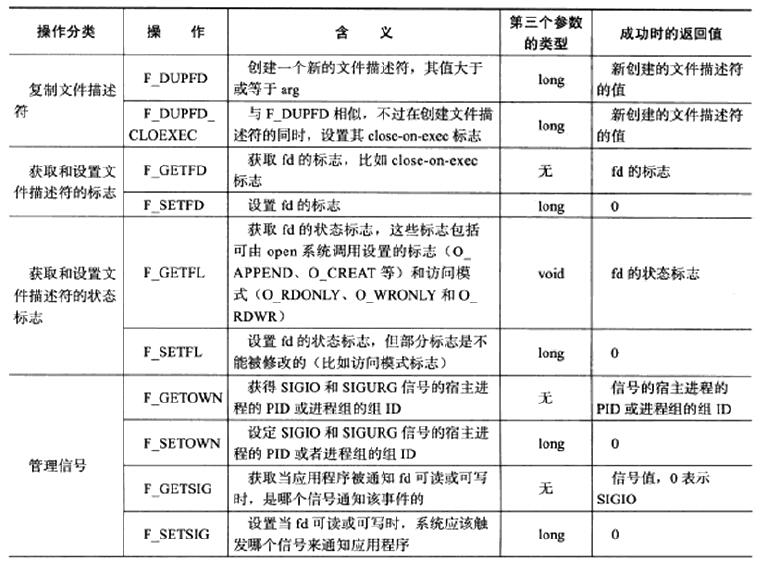 操作分类 操 作 含 义 第三个参数的类型 成功时的返回值
复制文件描述符
F_DUPFD 创建一个新的文件描述符，其值大于 long 新创建的文件描述符
或等于 arg 的值
F_DUPFD_ 与 F_DUPFD 相似，不过在创建文件描 long 新创建的文件描述符
CLOEXEC 述符的同时，设置其 close-on-exec 标志 的值
获取和设置文件描述符的标志
F_GETFD 获取 fd 的标志，比如 close-on-exec 无 fd 的标志
标志
F_SETFD 设置 fd 的标志 long 0
获取和设置文件描述符的状态标志
F_GETFL 获取 fd 的状态标志，这些标志包括 void fd 的状态标志
可由 open 系统调用设置的标志（O_
APPEND、O_CREAT 等）和访问模
式（O_RDONLY、O_WRONLY 和 O_
RDWR）
F_SETFL 设置 fd 的状态标志，但部分标志是不 long 0
能被修改的（比如访问模式标志）
管理信号
F_GETOWN 获得 SIGIO 和 SIGURG 信号的宿主进 无 信号的宿主进程的
程的 PID 或进程组的组 ID PID 或进程组的组 ID
F_SETOWN 设定 SIGIO 和 SIGURG 信号的宿主进 long 0
程的 PID 或者进程组的组 ID
F_GETSIG 获取当应用程序被通知 fd 可读或可写 无 信号值，0 表示
时，是哪个信号通知该事件的 SIGIO
F_SETSIG 设置当 fd 可读或可写时，系统应该触 long 0
发哪个信号来通知应用程序